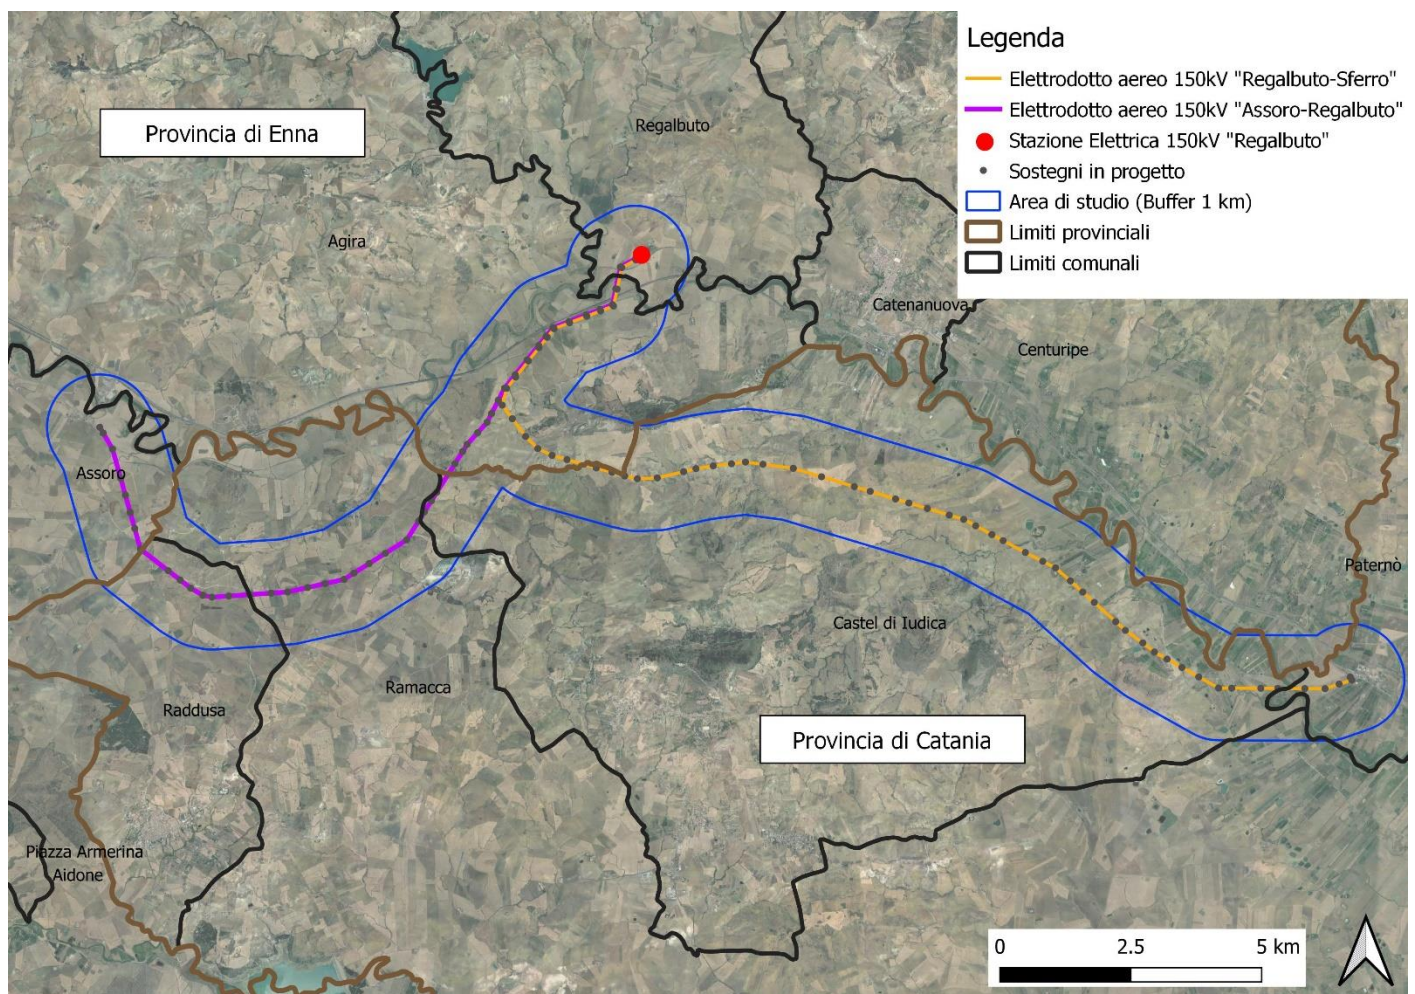 Legenda
Elettrodotto aereo 150kV "Regalbuto-Sferro"
Elettrodotto aereo 150kV "Assoro-Regalbuto"
Stazione Elettrica 150kV "Regalbuto"
Sostegni in progetto
Area di studio (Buffer 1 km)
Limiti provinciali
Limiti comunali
Provincia di Enna
Regalbuto
Agira
Catenanuova
Centuripe
Assoro
Paternò
Castel di Iudica
Ramacca
Raddusa
Provincia di Catania
Piazza Armerina
Aidone
0 2.5 5 km